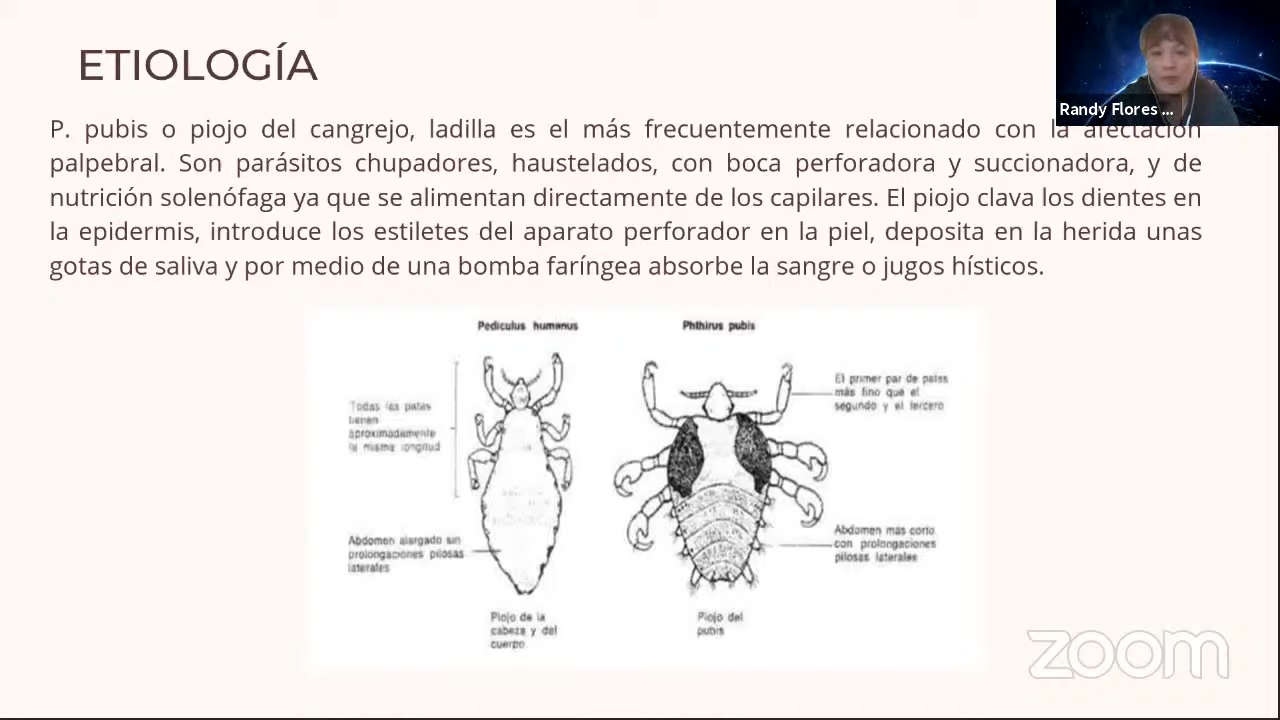 ETIOLOGÍA
Randy Flores ...
P. pubis o piojo del cangrejo, ladilla es el más frecuentemente relacionado con la afectación
palpebral. Son parásitos chupadores, haustelados, con boca perforadora y succionadora, y de
nutrición solenófaga ya que se alimentan directamente de los capilares. El piojo clava los dientes en
la epidermis, introduce los estiletes del aparato perforador en la piel, deposita en la herida unas
gotas de saliva y por medio de una bomba faríngea absorbe la sangre o jugos hísticos.
Pediculus humanus
Phthirus pubis
Todas las patas
tienen
aproximadamente
la misma longitud
El primer par de patas
más fino que el
segundo y el tercero
Abdomen alargado sin
prolongaciones pilosas
laterales
Abdomen más corto
con prolongaciones
pilosas laterales
Piojo de la
cabeza y del
cuerpo
Piojo del
pubis
zoom